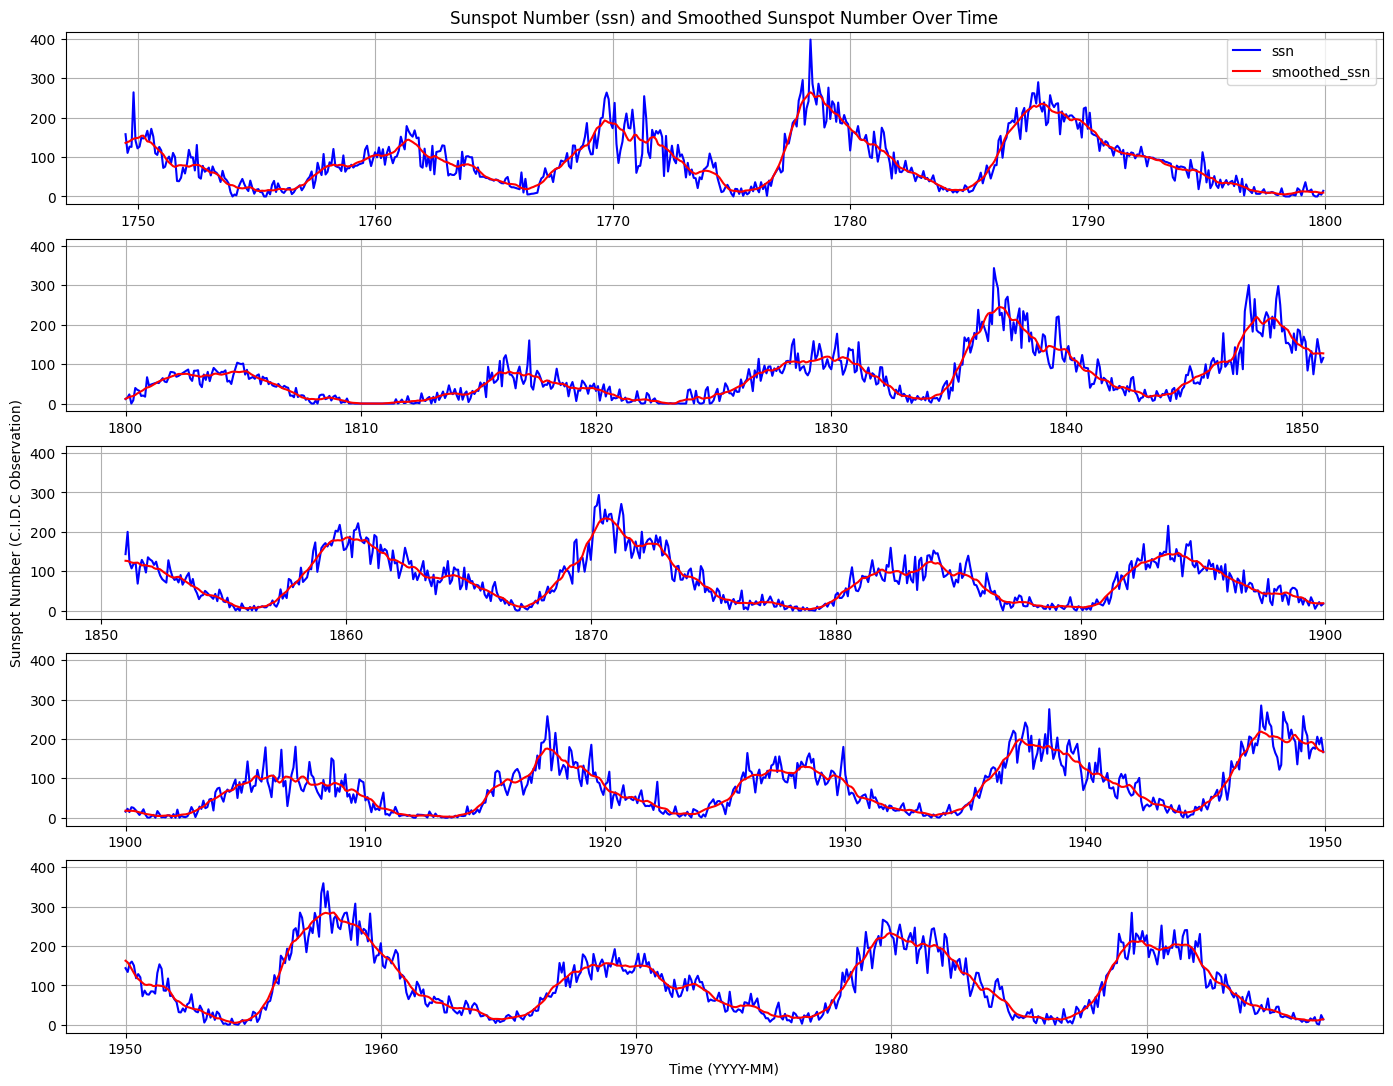 Sunspot Number (ssn) and Smoothed Sunspot Number Over Time
400
300
200
100
0
ssn
smoothed_ssn
1750 1760 1770 1780 1790 1800
400
300
200
100
0
1800 1810 1820 1830 1840 1850
Sunspot Number (C.I.D.C Observation)
400
300
200
100
0
1850 1860 1870 1880 1890 1900
400
300
200
100
0
1900 1910 1920 1930 1940 1950
400
300
200
100
0
1950 1960 1970 1980 1990
Time (YYYY-MM)